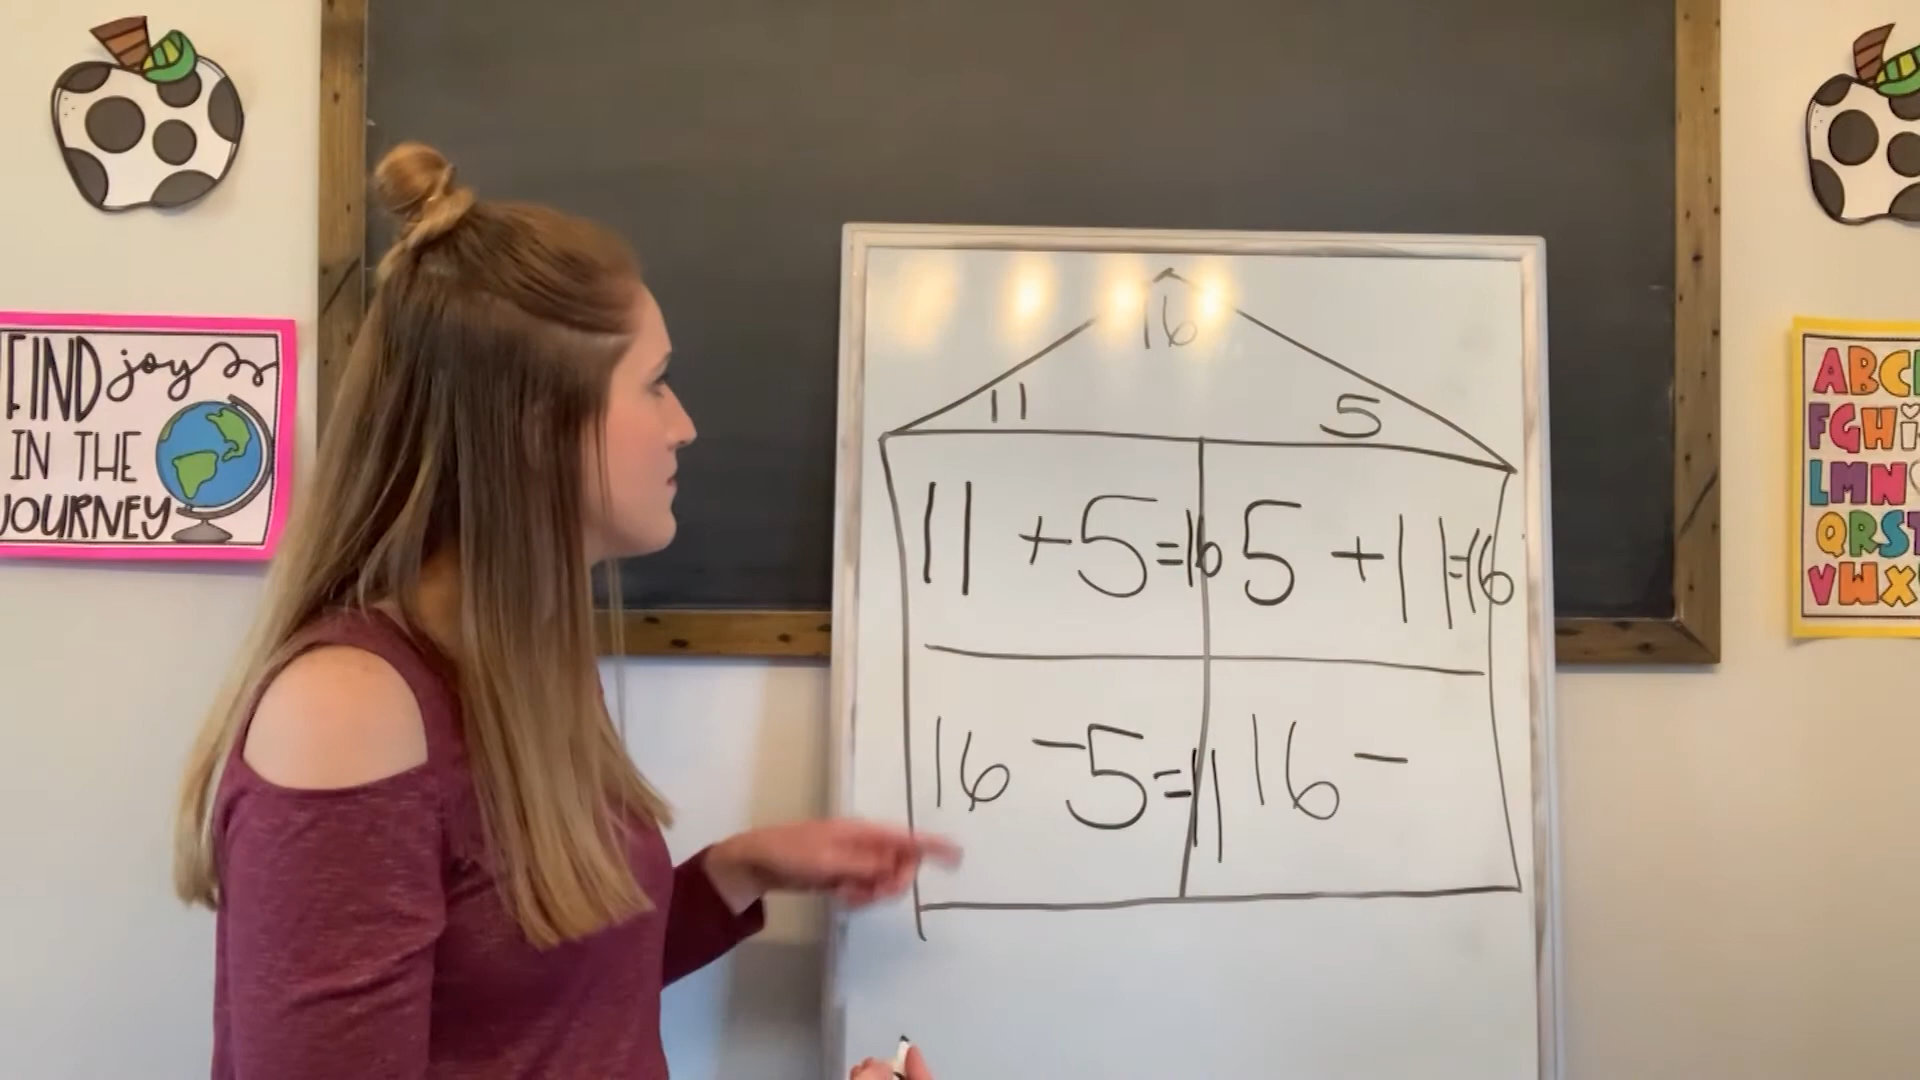 FIND joy
IN THE
JOURNEY
16
11
5
11 + 5 = 16
5 + 11 = 16
16 - 5 = 11
16 -
ABC
FGHi
LMN
QRS
VWX